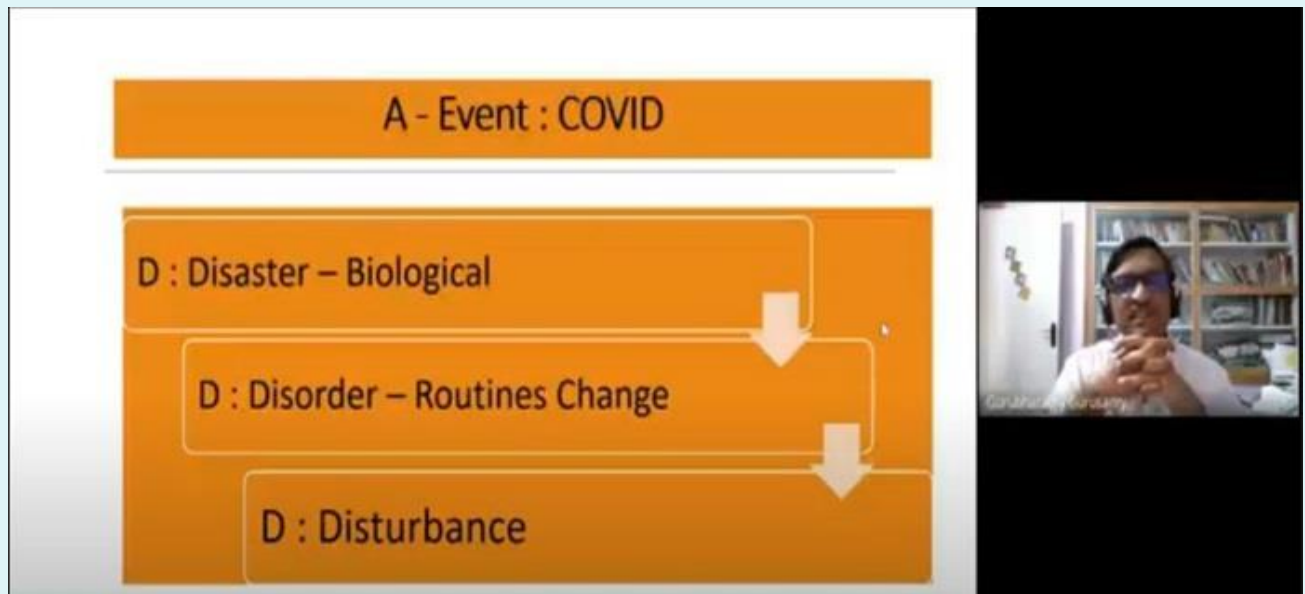 A - Event : COVID
D : Disaster – Biological
D : Disorder – Routines Change
D : Disturbance